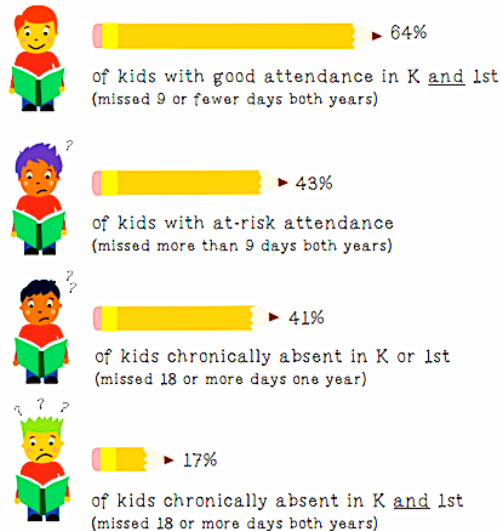 64%
of kids with good attendance in K and 1st
(missed 9 or fewer days both years)
?
43%
of kids with at-risk attendance
(missed more than 9 days both years)
? ?
41%
of kids chronically absent in K or 1st
(missed 18 or more days one year)
? ? ?
17%
of kids chronically absent in K and 1st
(missed 18 or more days both years)